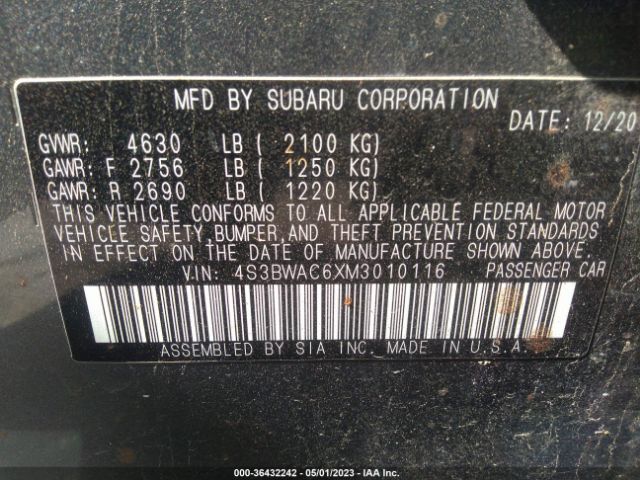 MFD BY SUBARU CORPORATION
DATE: 12/20
GVWR: 4630 LB ( 2100 KG)
GAWR: F 2756 LB ( 1250 KG)
GAWR: R 2690 LB ( 1220 KG)
THIS VEHICLE CONFORMS TO ALL APPLICABLE FEDERAL MOTOR
VEHICLE SAFETY,BUMPER,AND THEFT PREVENTION STANDARDS
IN EFFECT ON THE DATE OF MANUFACTURE SHOWN ABOVE.
V.IN: 4S3BWAC6XM3010116 PASSENGER CAR
ASSEMBLED BY SIA INC. MADE IN U.S.A.
000-36432242 - 05/01/2023 - IAA Inc.